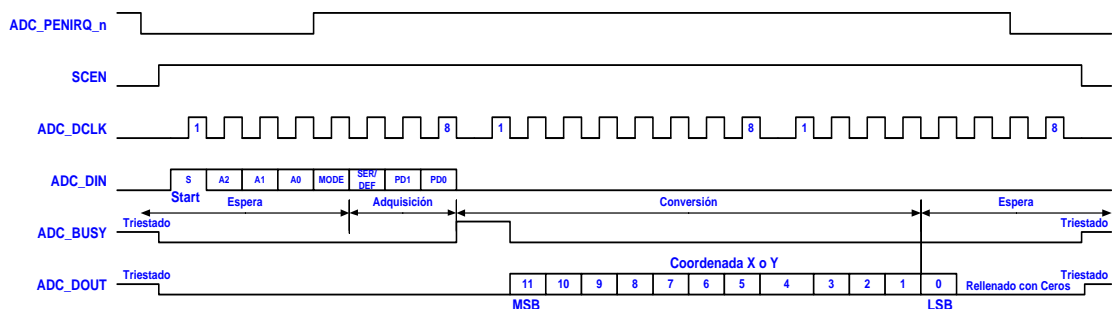 ADC_PENIRQ_n
SCEN
ADC_DCLK 1 8 1 8 1 8
ADC_DIN S A2 A1 A0 MODE SER/DEF PD1 PD0
Start
Espera Adquisición Conversión Espera
Triestado Triestado
ADC_BUSY
Coordenada X o Y
Triestado Triestado
ADC_DOUT 11 10 9 8 7 6 5 4 3 2 1 0 Rellenado con Ceros
MSB LSB